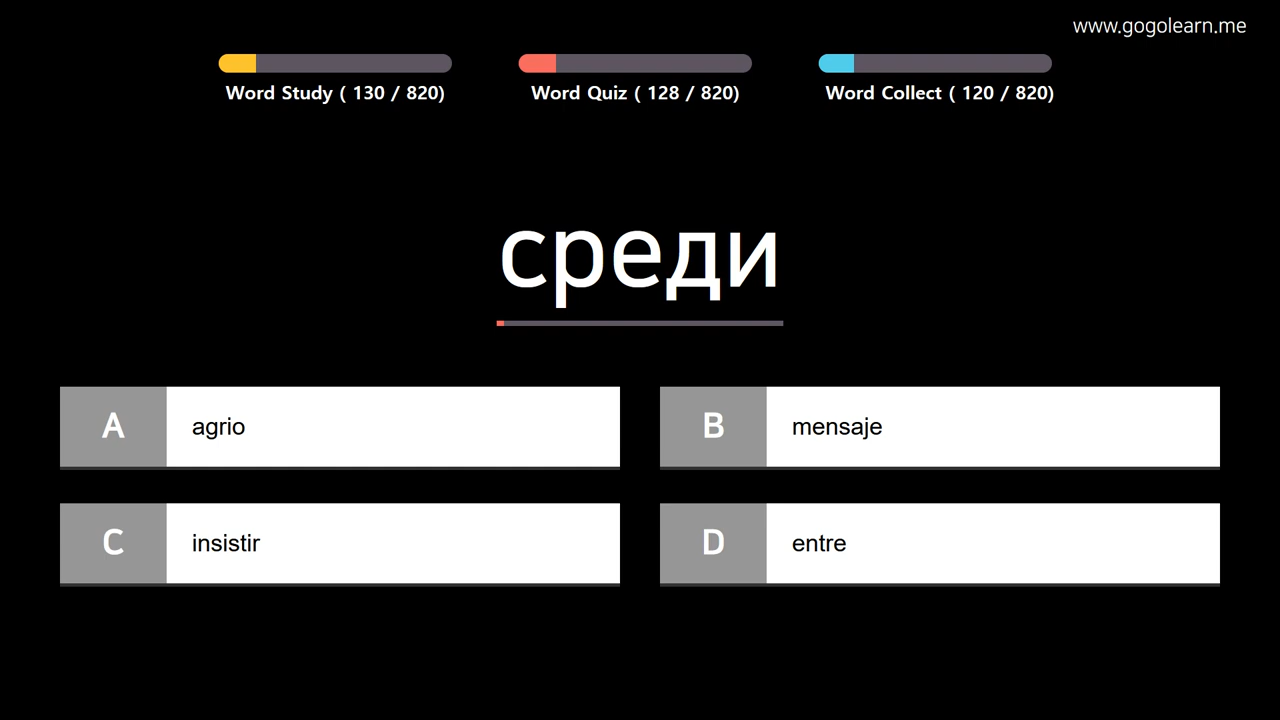 www.gogolearn.me
Word Study ( 130 / 820)
Word Quiz ( 128 / 820)
Word Collect ( 120 / 820)
среди
A agrio
B mensaje
C insistir
D entre